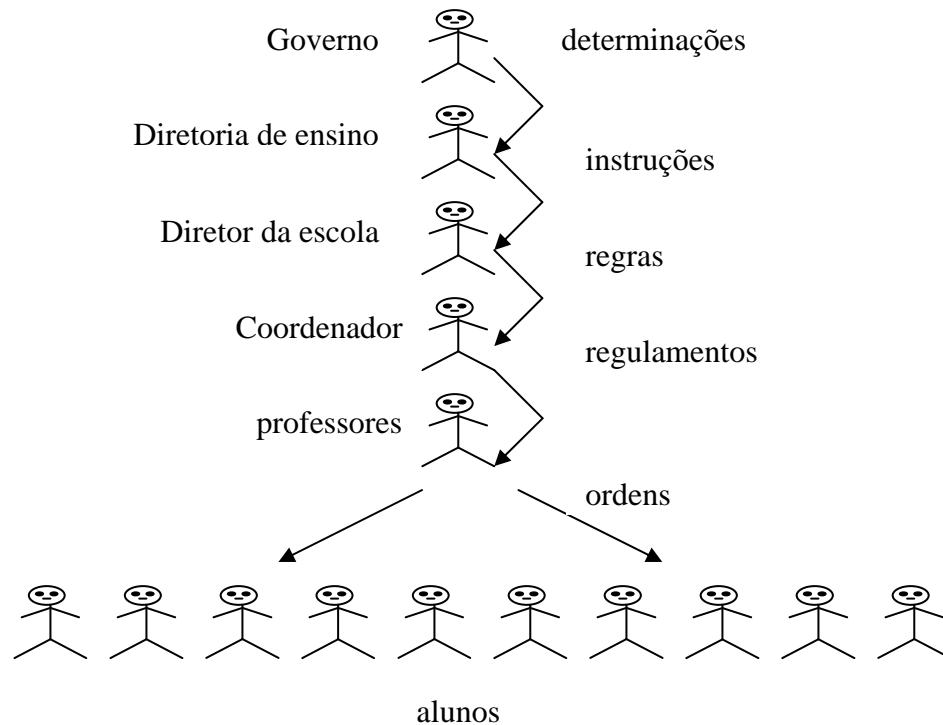 Governo determinações
Diretoria de ensino
instruções
Diretor da escola
regras
Coordenador
regulamentos
professores
ordens
alunos